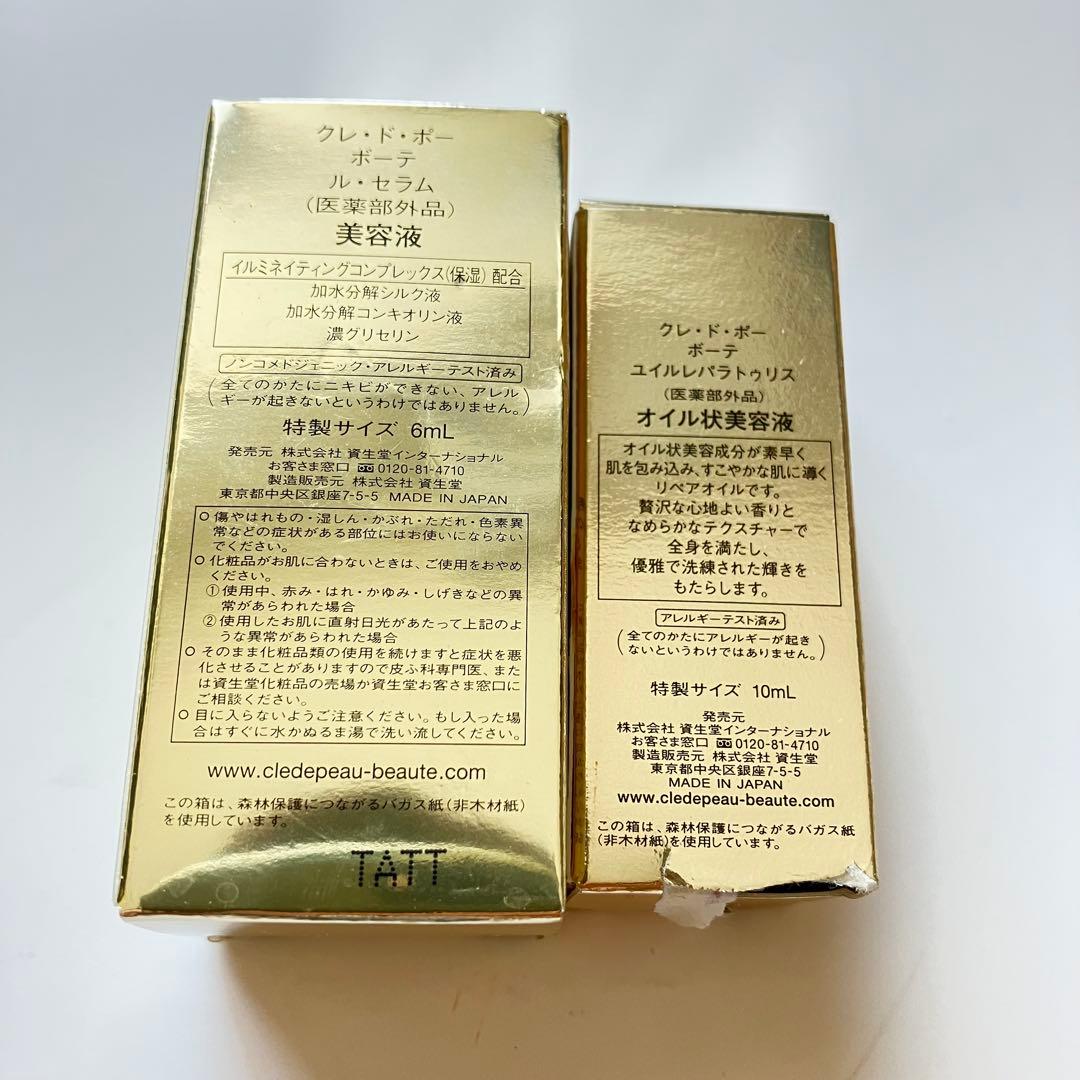 クレ・ド・ポー
ボーテ
ル・セラム
(医薬部外品)
美容液
イルミネイティングコンプレックス(保湿) 配合
加水分解シルク液
加水分解コンキオリン液
濃グリセリン
ノンコメドジェニック・アレルギーテスト済み
(全てのかたにニキビができない、アレル
ギーが起きないというわけではありません。)
特製サイズ 6mL
発売元 株式会社 資生堂インターナショナル
お客さま窓口 0120-81-4710
製造販売元 株式会社 資生堂
東京都中央区銀座7-5-5 MADE IN JAPAN
○ 傷やはれもの・湿しん・かぶれ・ただれ・色素異
常などの症状がある部位にはお使いにならない
でください。
○ 化粧品がお肌に合わないときは、ご使用をおやめ
ください。
①使用中、赤み・はれ・かゆみ・しげきなどの異
常があらわれた場合
②使用したお肌に直射日光があたって上記のよ
うな異常があらわれた場合
○ そのまま化粧品類の使用を続けますと症状を悪
化させることがありますので皮ふ科専門医、また
は資生堂化粧品の売場か資生堂お客さま窓口に
ご相談ください。
○ 目に入らないようご注意ください。もし入った場
合はすぐに水かぬるま湯で洗い流してください。
www.cledepeau-beaute.com
この箱は、森林保護につながるバガス紙(非木材紙)
を使用しています。
TATT
クレ・ド・ポー
ボーテ
ユイルレパラトゥリス
(医薬部外品)
オイル状美容液
オイル状美容成分が素早く
肌を包み込み、すこやかな肌に導く
リペアオイルです。
贅沢な心地よい香りと
なめらかなテクスチャーで
全身を満たし、
優雅で洗練された輝きを
もたらします。
アレルギーテスト済み
(全てのかたにアレルギーが起き
ないというわけではありません。)
特製サイズ 10mL
発売元
株式会社 資生堂インターナショナル
お客さま窓口 0120-81-4710
製造販売元 株式会社 資生堂
東京都中央区銀座7-5-5
MADE IN JAPAN
www.cledepeau-beaute.com
この箱は、森林保護につながるバガス紙
(非木材紙)を使用しています。